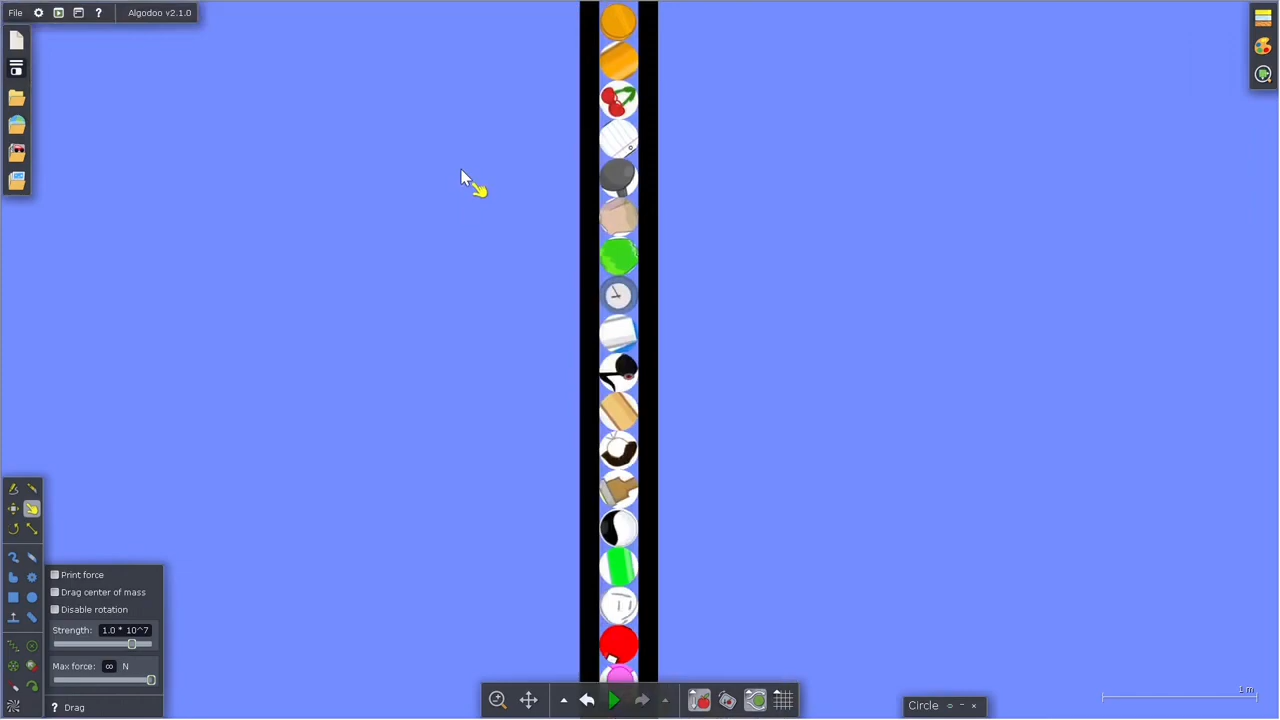 File ? Algodoo v2.1.0
Print force
Drag center of mass
Disable rotation
Strength: 1.0 * 10^7
Max force: ∞ N
? Drag
Circle
1 m